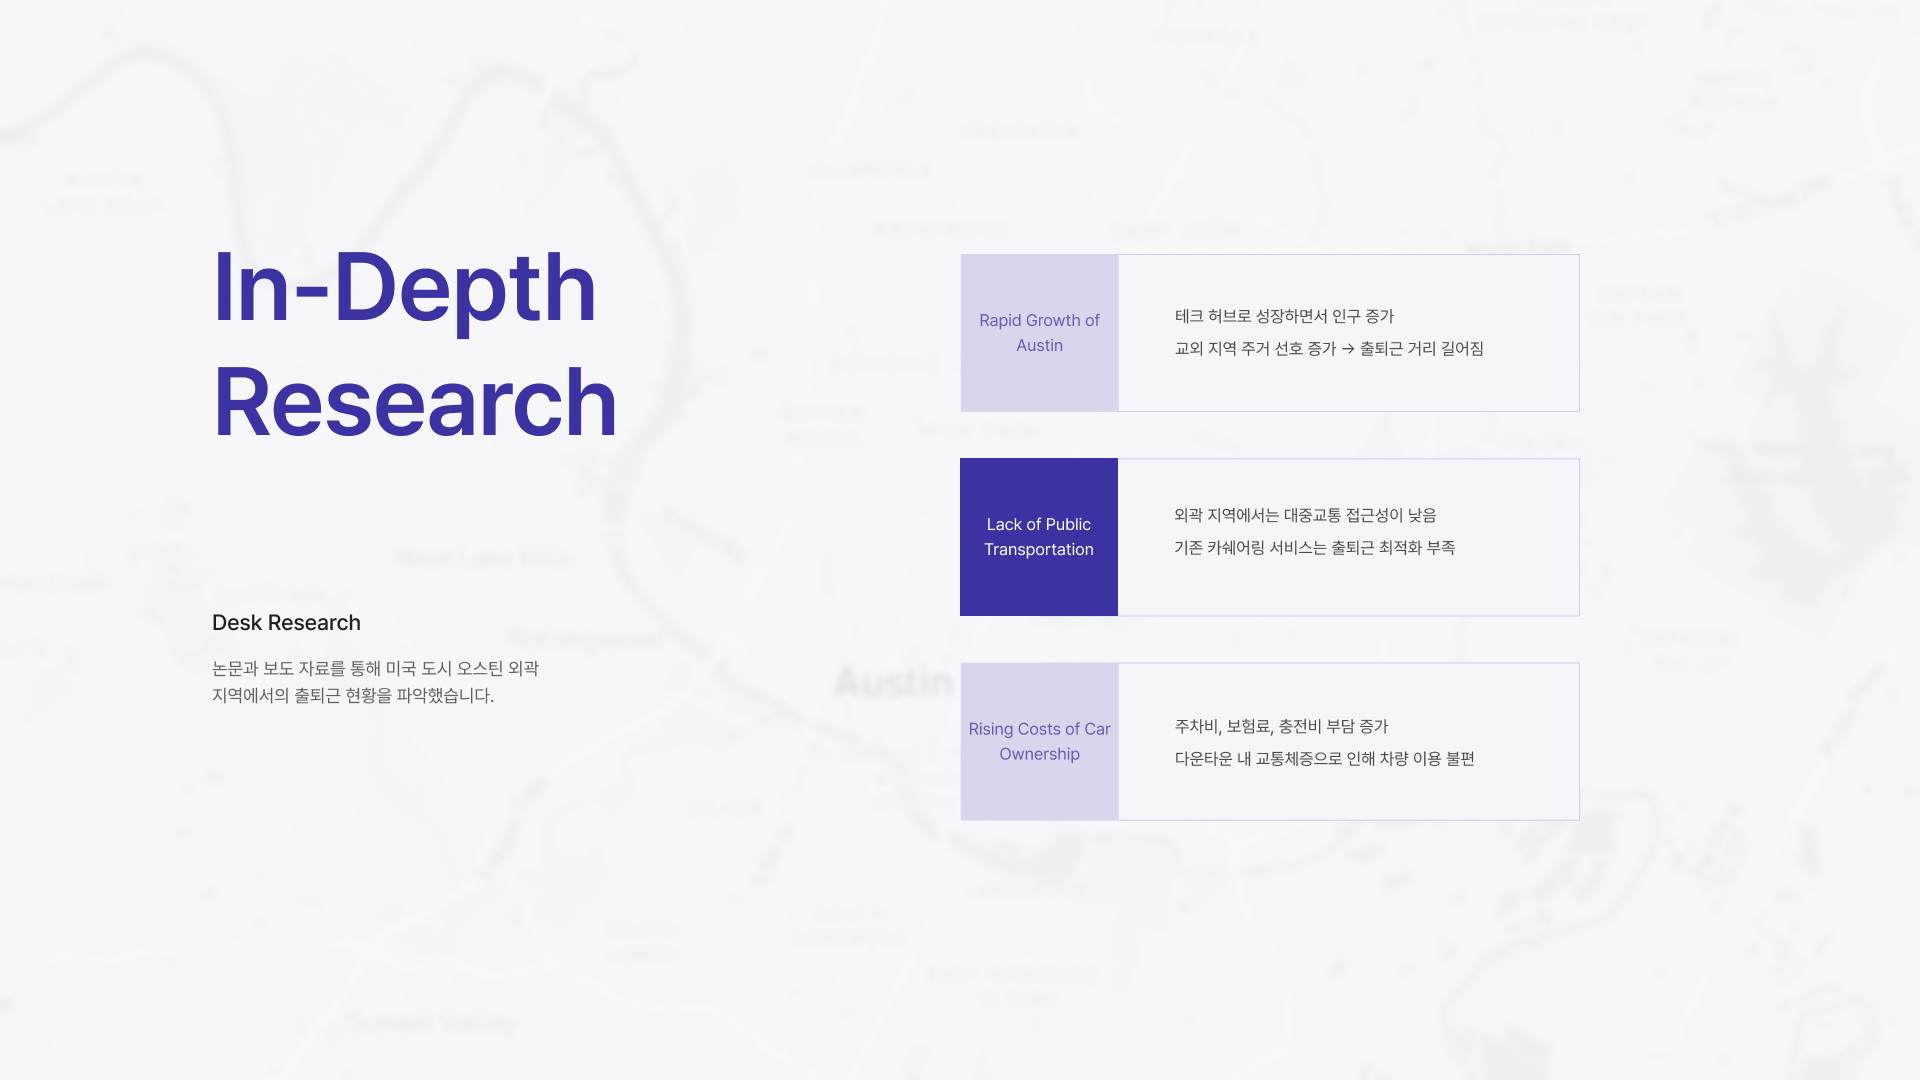 In-Depth
Research
Desk Research
논문과 보도 자료를 통해 미국 도시 오스틴 외곽
지역에서의 출퇴근 현황을 파악했습니다.
Rapid Growth of
Austin
테크 허브로 성장하면서 인구 증가
교외 지역 주거 선호 증가 → 출퇴근 거리 길어짐
Lack of Public
Transportation
외곽 지역에서는 대중교통 접근성이 낮음
기존 카쉐어링 서비스는 출퇴근 최적화 부족
Rising Costs of Car
Ownership
주차비, 보험료, 충전비 부담 증가
다운타운 내 교통체증으로 인해 차량 이용 불편
Austin
West Lake Hills
Rollingwood
Sunset Valley